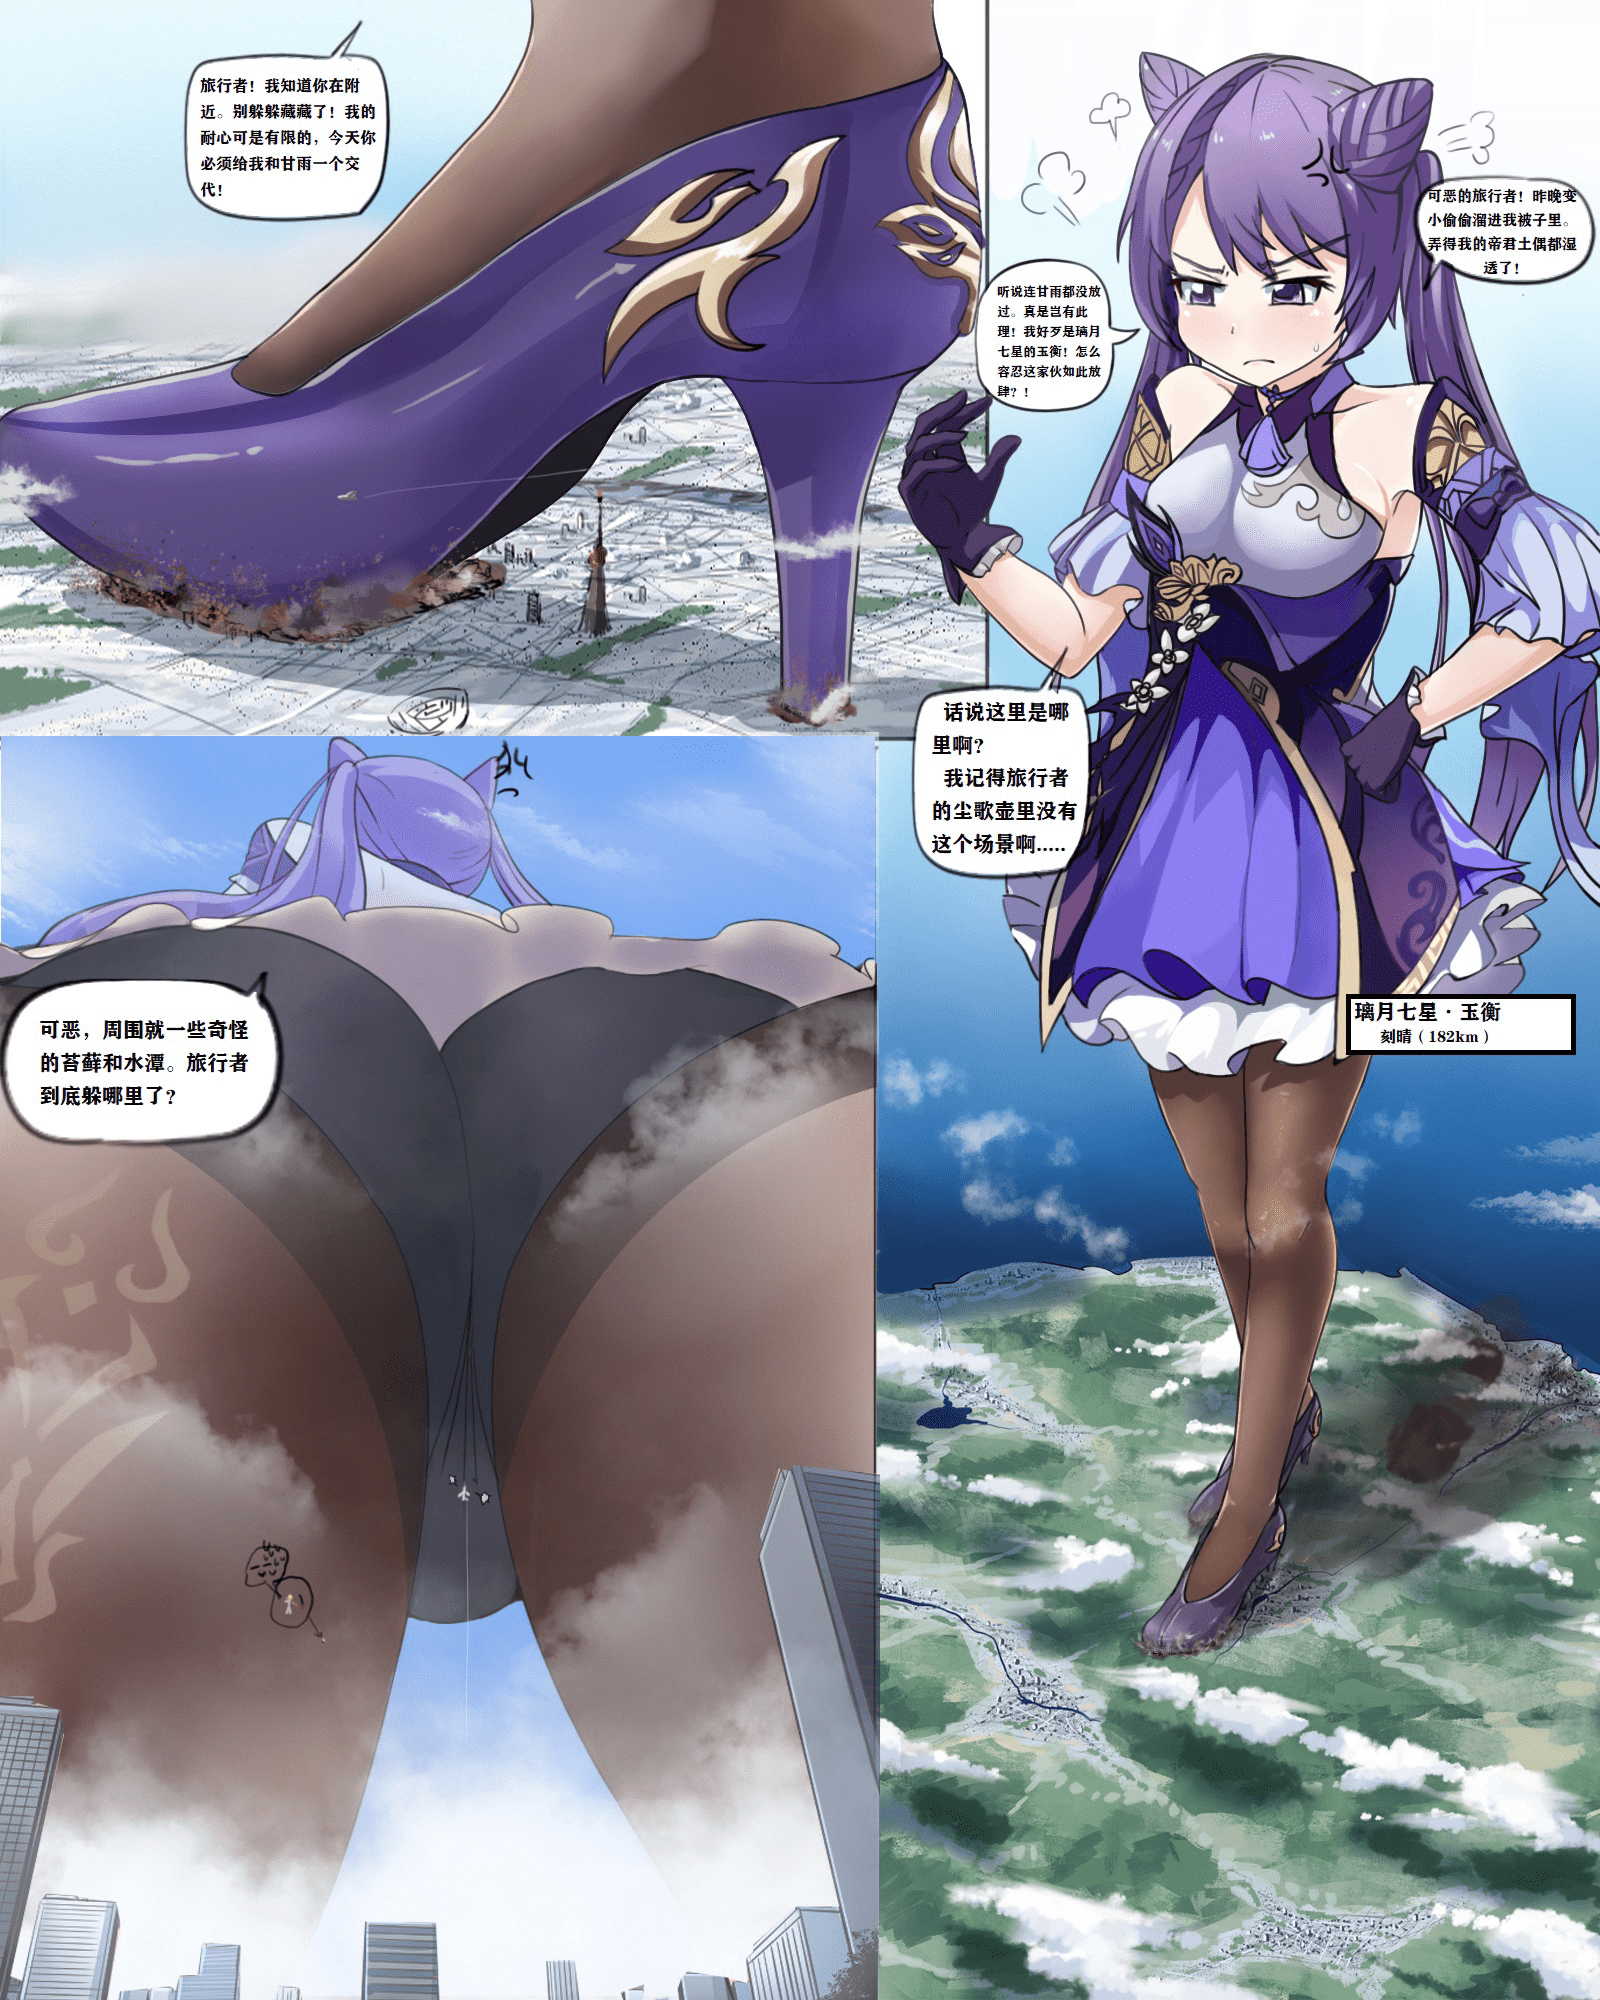 旅行者！我知道你在附
近。别躲躲藏藏了！我的
耐心可是有限的，今天你
必须给我和甘雨一个交
代！
可恶的旅行者！昨晚变
小偷偷溜进我被子里。
弄得我的帝君土偶都湿
透了！
听说连甘雨都没放
过。真是岂有此
理！我好歹是璃月
七星的玉衡！怎么
容忍这家伙如此放
肆？！
话说这里是哪
里啊？
我记得旅行者
的尘歌壶里没有
这个场景啊.....
可恶，周围就一些奇怪
的苔藓和水潭。旅行者
到底躲哪里了？
璃月七星·玉衡
刻晴（182km）